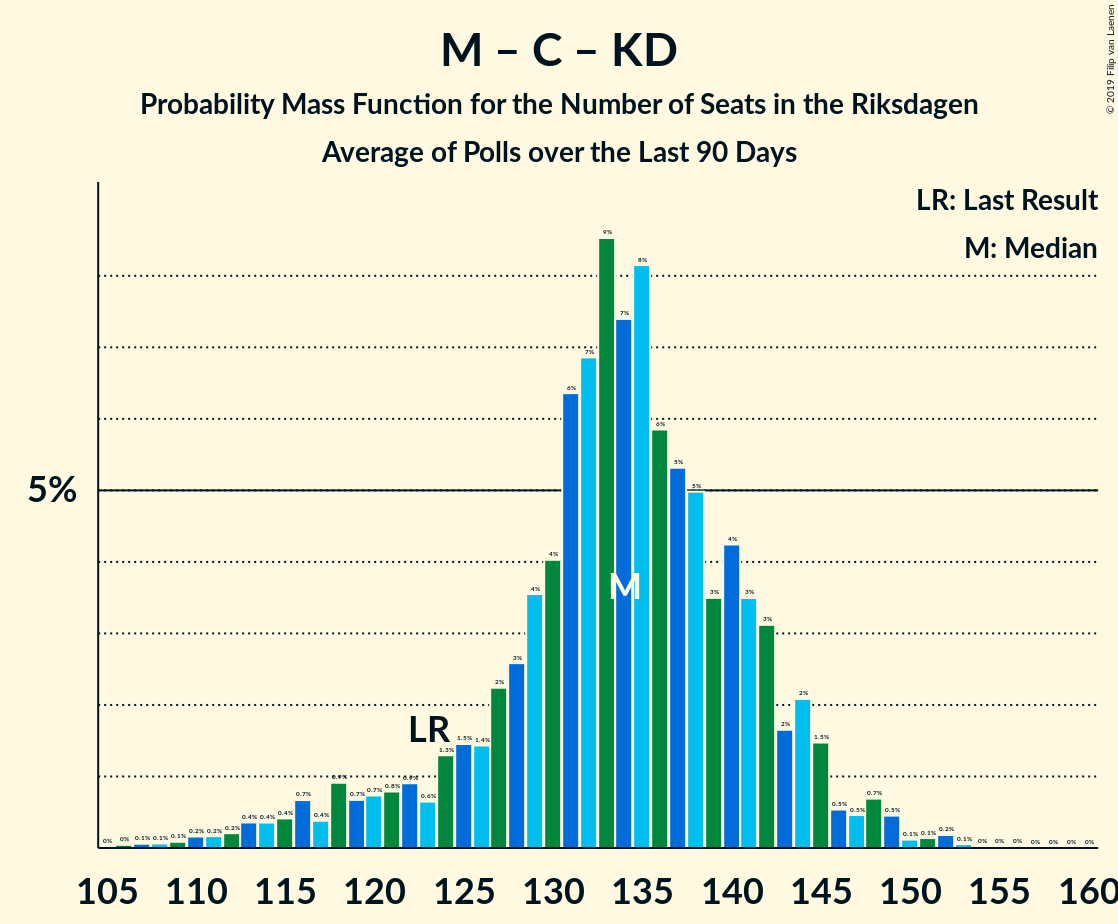 M – C – KD
Probability Mass Function for the Number of Seats in the Riksdagen
Average of Polls over the Last 90 Days
© 2019 Filip van Laenen
LR: Last Result
M: Median
5%
LR
M
0% 0% 0.1% 0.1% 0.1% 0.2% 0.2% 0.2% 0.4% 0.4% 0.4% 0.7% 0.4% 0.9% 0.7% 0.7% 0.8% 0.9% 0.6% 1.3% 1.5% 1.4% 2% 3% 4% 4% 6% 7% 9% 7% 8% 6% 5% 5% 3% 4% 3% 3% 2% 2% 1.5% 0.5% 0.5% 0.7% 0.5% 0.1% 0.1% 0.2% 0.1% 0% 0% 0% 0% 0% 0% 0%
105 110 115 120 125 130 135 140 145 150 155 160